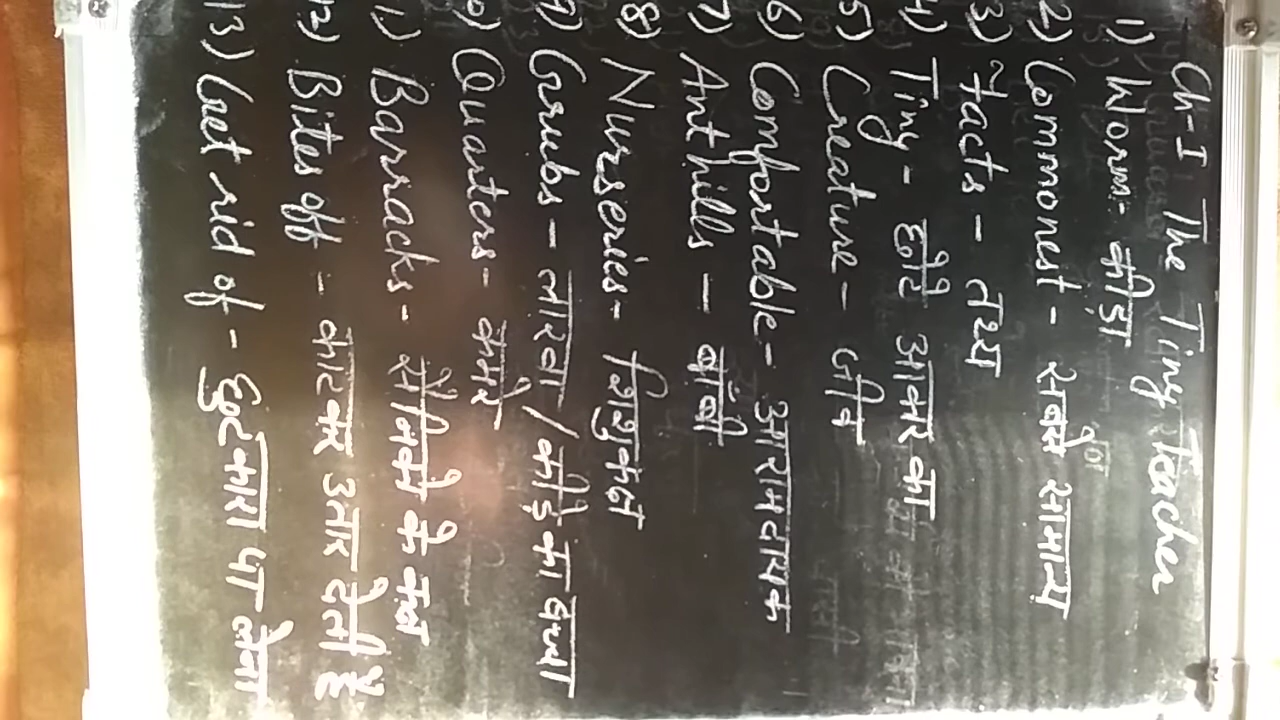 Ch-I The Tiny Teacher
1) Worm- कीड़ा
2) Commonest - सबसे सामान्य
3) Facts - तथ्य
4) Tiny - छोटे आकार का
5) Creature - जीव
6) Comfortable - आरामदायक
7) Ant hills - बांबी
8) Nurseries- शिशुकक्ष
9) Grubs - लारवा / कीड़े का बच्चा
0) Quarters - कमरे
1) Barracks - सैनिकों के कक्ष
12) Bites off - काटकर उतार देती है
13) Get rid of - छुटकारा पा लेना